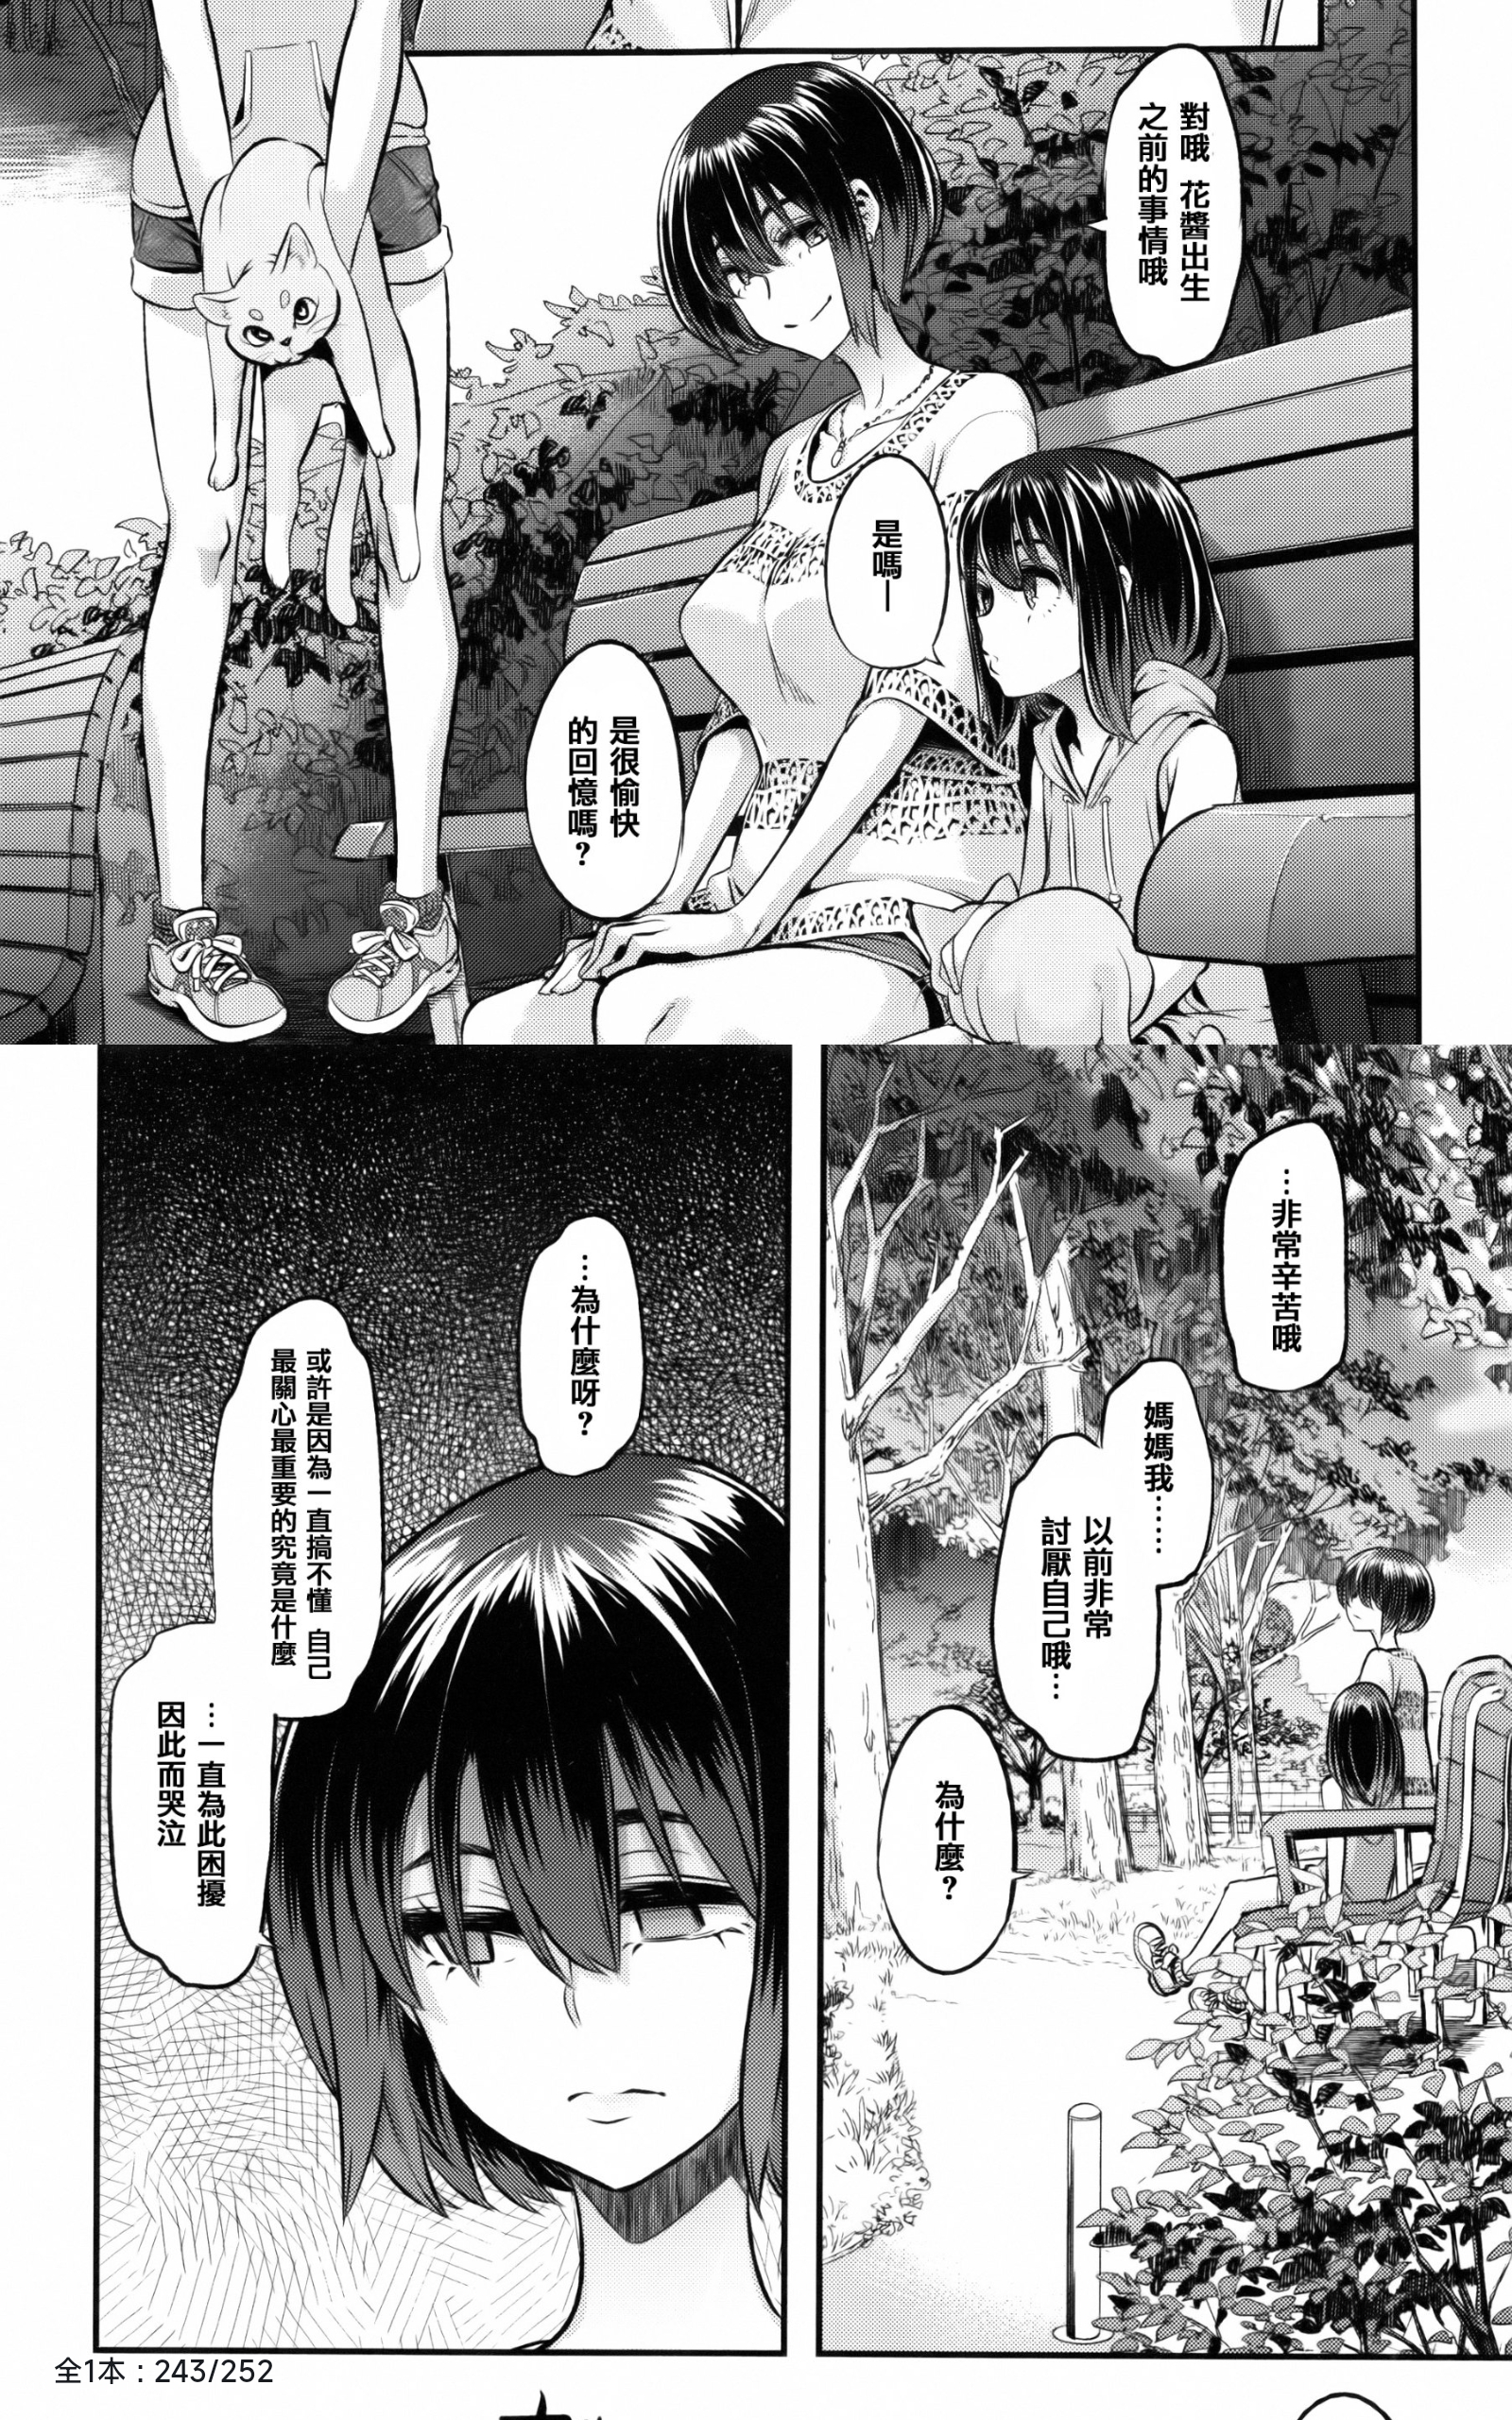 對哦 花醬出生
之前的事情哦
是嗎—
是很愉快
的回憶嗎?
…非常辛苦哦
媽媽我……
以前非常
討厭自己哦…
為什麼?
…為什麼呀?
或許是因為一直搞不懂 自己
最關心最重要的究竟是什麼
…一直為此困擾
因此而哭泣
全1本:243/252